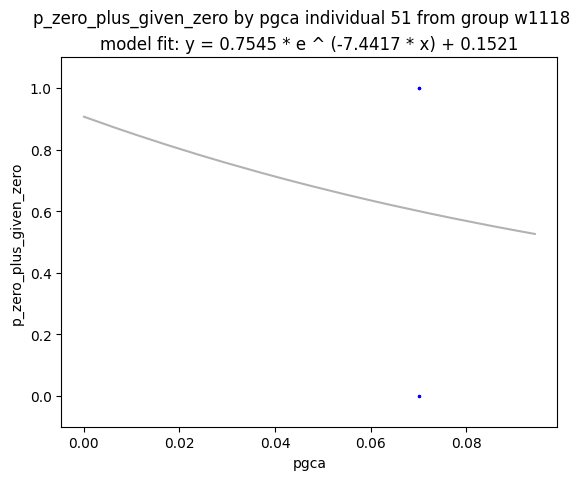 p_zero_plus_given_zero by pgca individual 51 from group w1118
model fit: y = 0.7545 * e ^ (-7.4417 * x) + 0.1521
1.0
0.8
0.6
0.4
0.2
0.0
p_zero_plus_given_zero
0.00 0.02 0.04 0.06 0.08
pgca